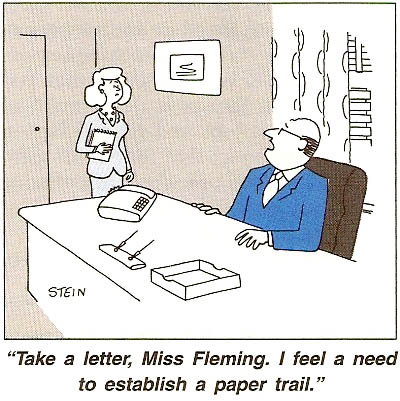 STEIN
“Take a letter, Miss Fleming. I feel a need
to establish a paper trail.”